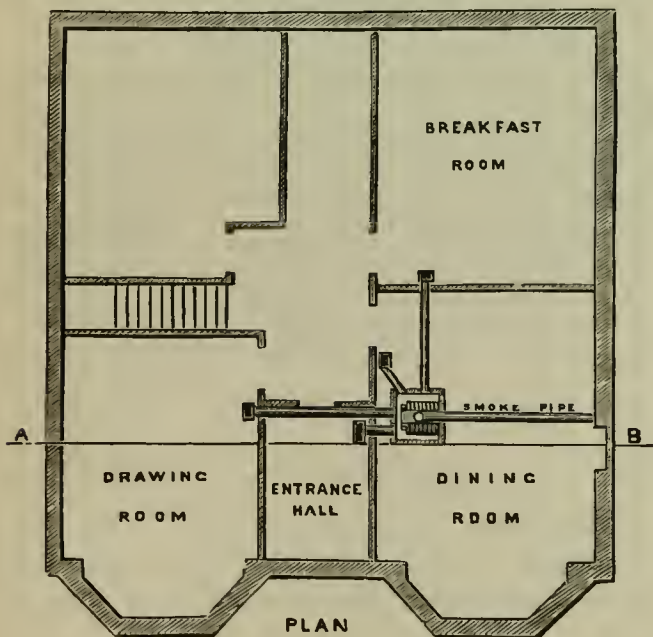 BREAKFAST
ROOM
SMOKE PIPE
A
B
DRAWING
ROOM
ENTRANCE
HALL
DINING
ROOM
PLAN